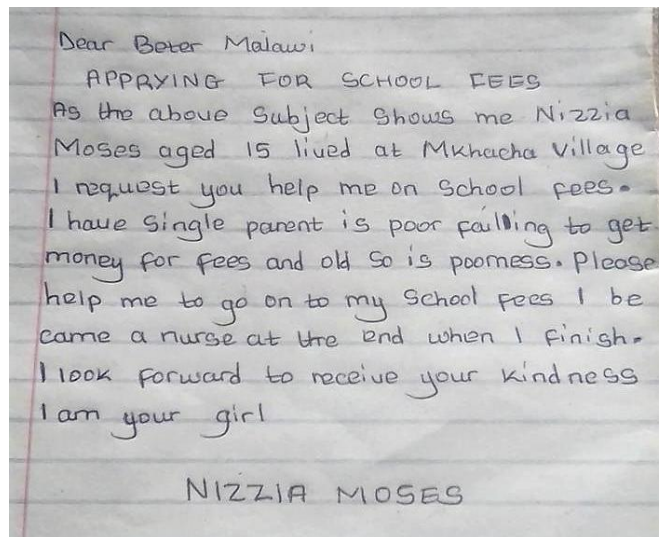 Dear Beter Malawi
APPRYING FOR SCHOOL FEES
As the above Subject Shows me Nizzia
Moses aged 15 lived at Mkhacha Village
I request you help me on School fees.
I have Single parent is poor failling to get
money for fees and old So is poorness. Please
help me to go on to my School fees I be
came a nurse at the end when I finish.
I look forward to receive your kindness
I am your girl
NIZZIA MOSES